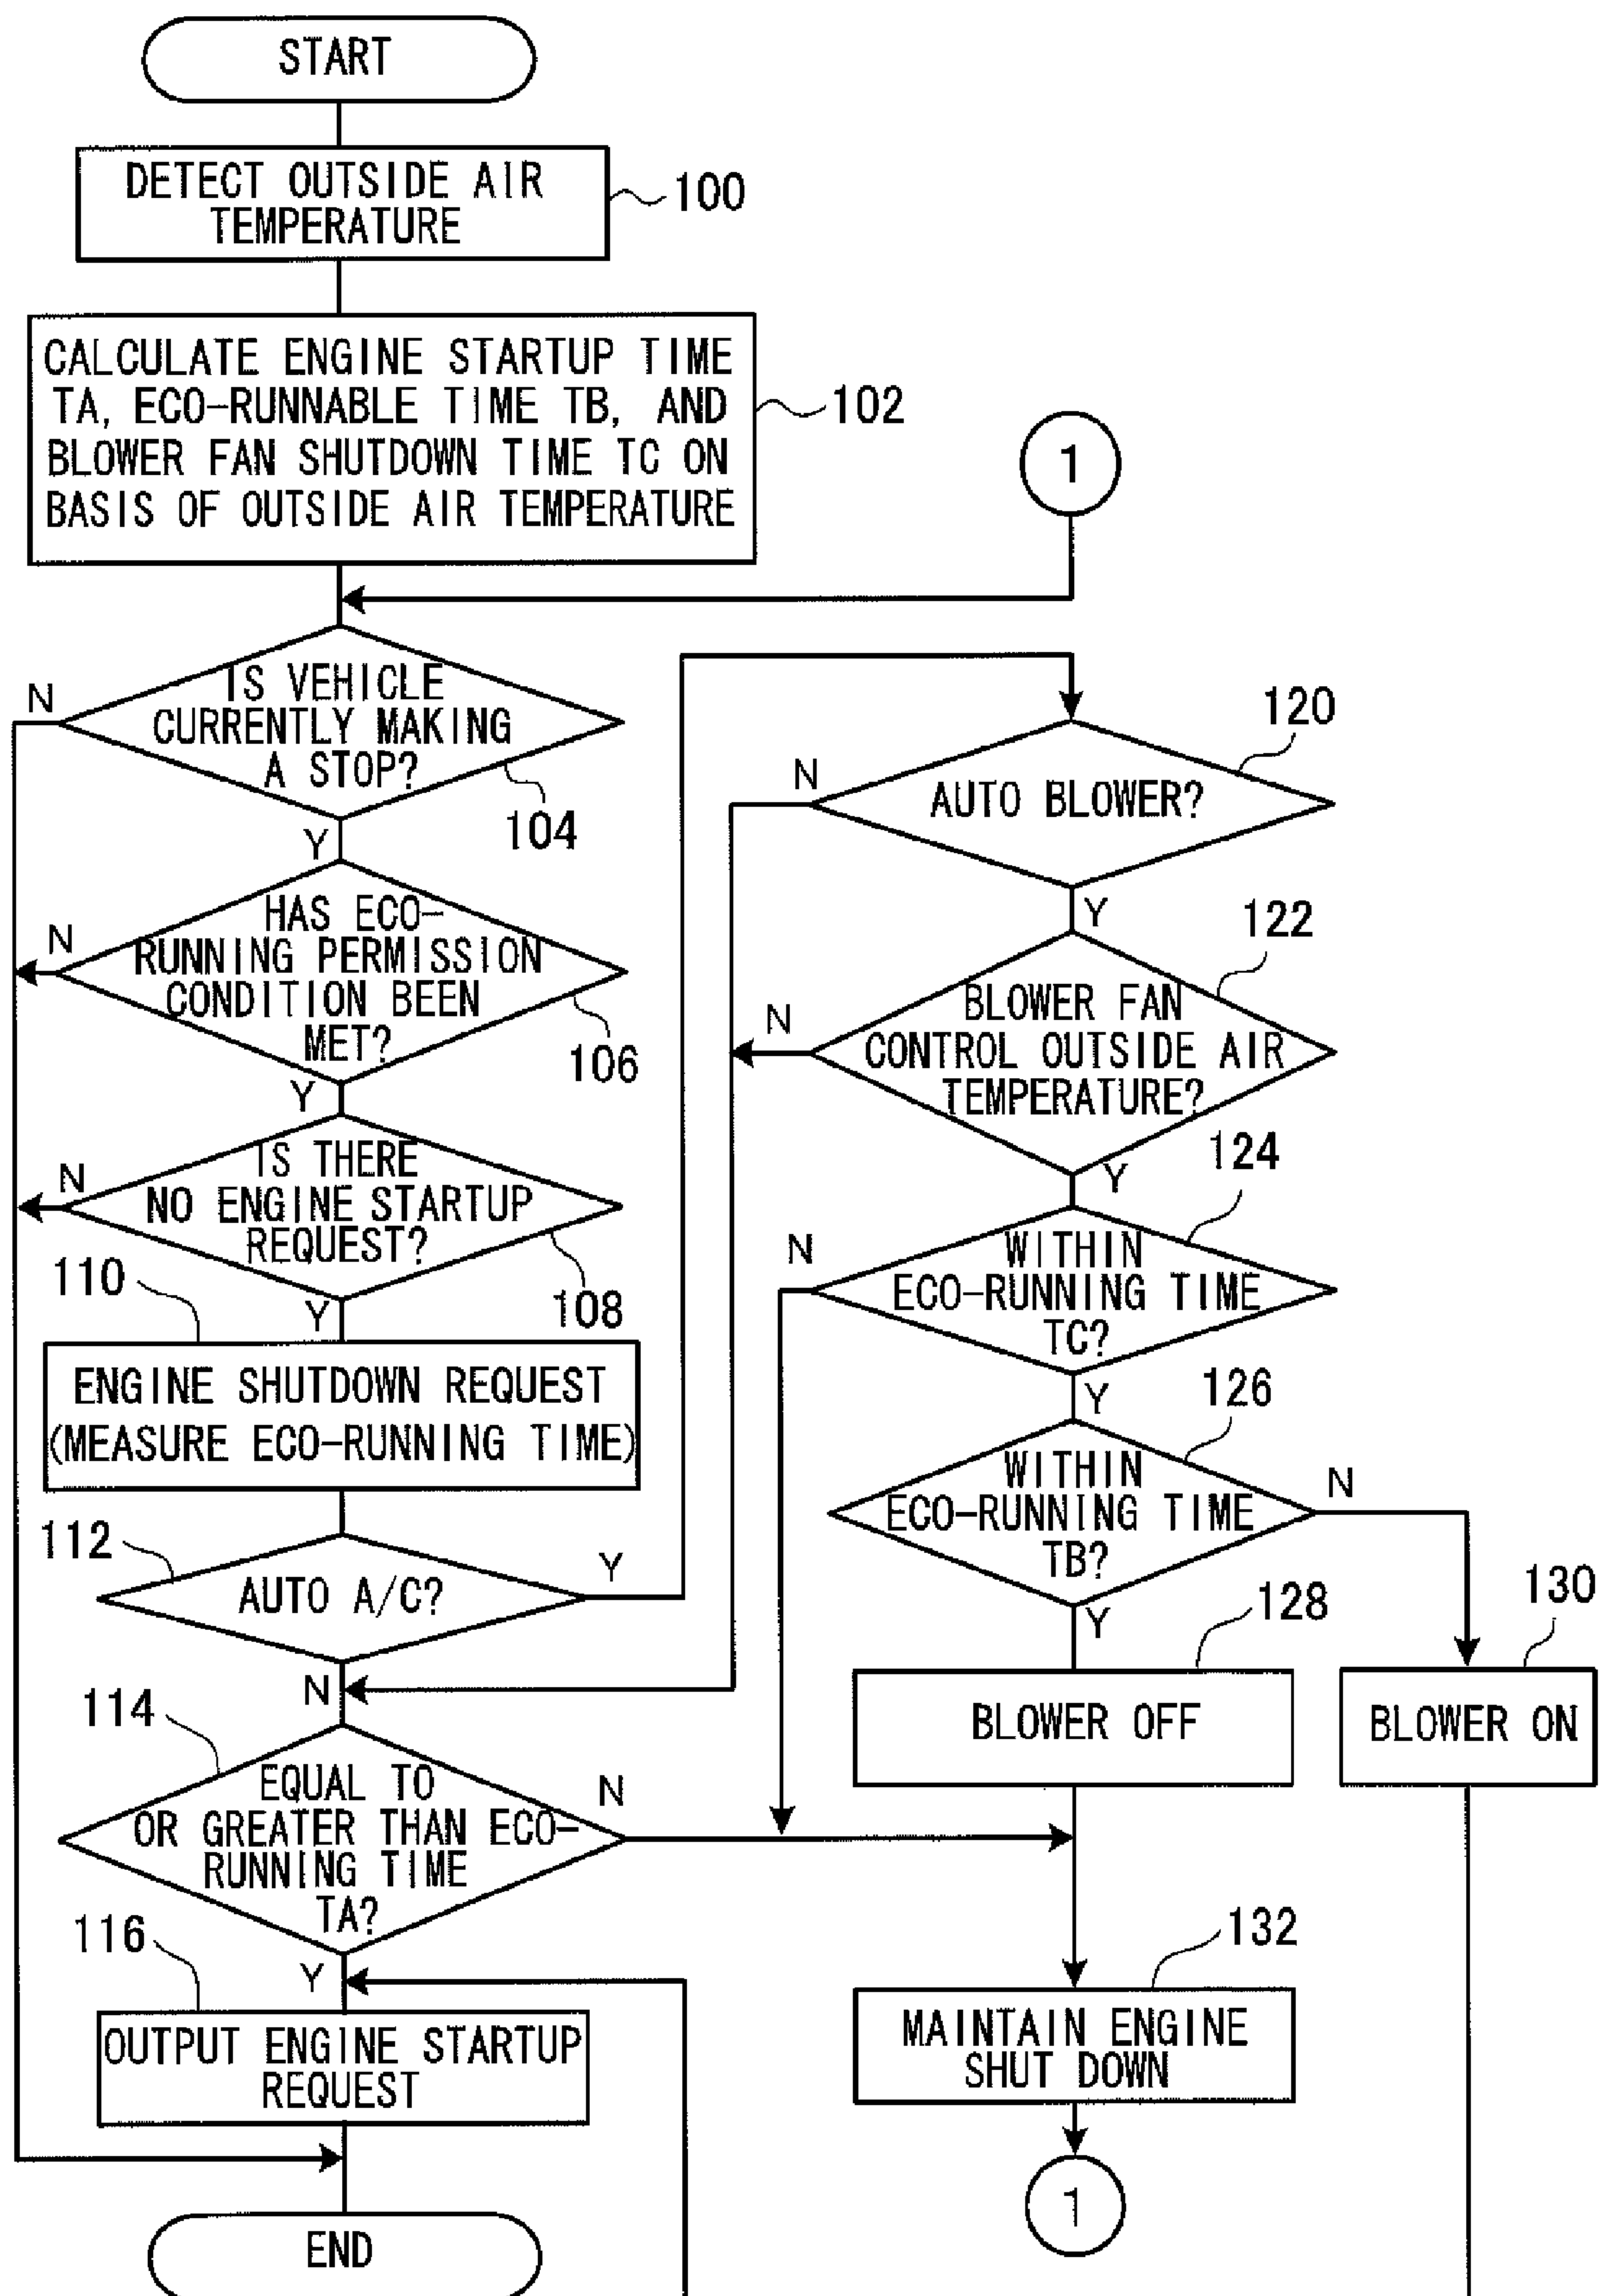 START
DETECT OUTSIDE AIR
TEMPERATURE
100
CALCULATE ENGINE STARTUP TIME
TA, ECO-RUNNABLE TIME TB, AND
BLOWER FAN SHUTDOWN TIME TC ON
BASIS OF OUTSIDE AIR TEMPERATURE
102
1
IS VEHICLE
CURRENTLY MAKING
A STOP?
N
104
Y
HAS ECO-
RUNNING PERMISSION
CONDITION BEEN
MET?
N
106
Y
IS THERE
NO ENGINE STARTUP
REQUEST?
N
108
Y
110
ENGINE SHUTDOWN REQUEST
(MEASURE ECO-RUNNING TIME)
112
AUTO A/C?
Y
N
114
EQUAL TO
OR GREATER THAN ECO-
RUNNING TIME
TA?
N
Y
116
OUTPUT ENGINE STARTUP
REQUEST
END
120
AUTO BLOWER?
N
Y
122
BLOWER FAN
CONTROL OUTSIDE AIR
TEMPERATURE?
N
Y
124
WITHIN
ECO-RUNNING TIME
TC?
N
Y
126
WITHIN
ECO-RUNNING TIME
TB?
N
Y
128
BLOWER OFF
130
BLOWER ON
132
MAINTAIN ENGINE
SHUT DOWN
1